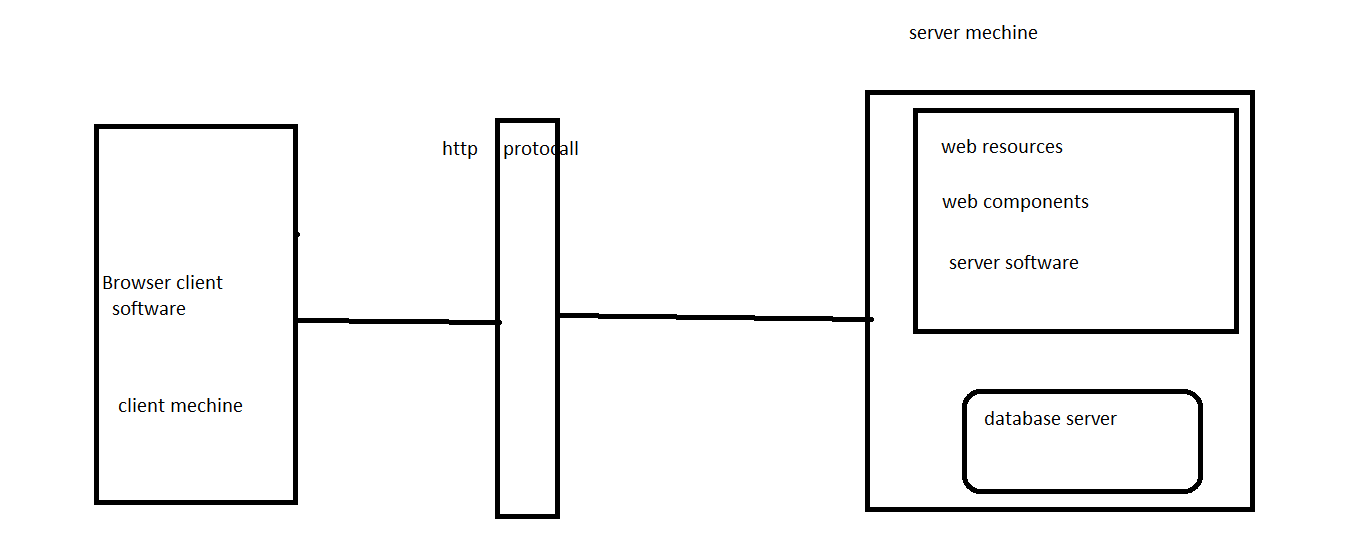 server mechine
http protocall
web resources
web components
server software
Browser client
software
client mechine
database server